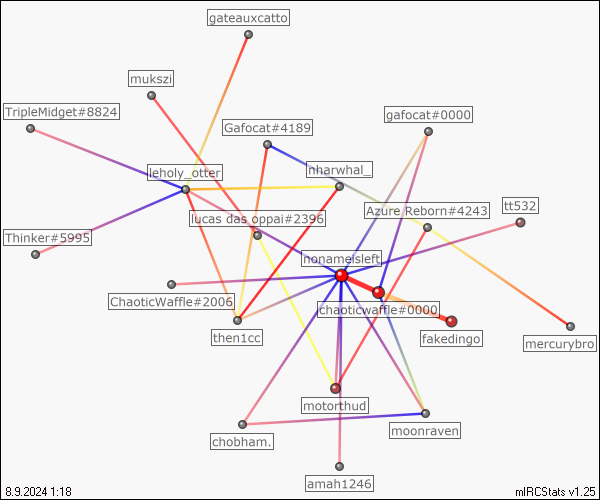 gateauxcatto
mukszi
TripleMidget#8824
Gafocat#4189
gafocat#0000
leholy_otter
nharwhal_
lucas das oppai#2396
Azure Reborn#4243
tt532
Thinker#5995
nonameisleft
ChaoticWaffle#2006
chaoticwaffle#0000
then1cc
fakedingo
mercurybro
motorthud
moonraven
chobham.
amah1246
8.9.2024 1:18
mIRCStats v1.25